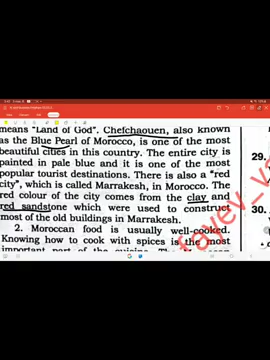 means "Land of God". Chefchaouen, also known
as the Blue Pearl of Morocco, is one of the most
beautiful cities in this country. The entire city is
painted in pale blue and it is one of the most
popular tourist destinations. There is also a "red
city", which is called Marrakesh, in Morocco. The
red colour of the city comes from the clay and
red sandstone which were used to construct
most of the old buildings in Marrakesh.
2. Moroccan food is usually well-cooked.
Knowing how to cook with spices is the most
29.
30.